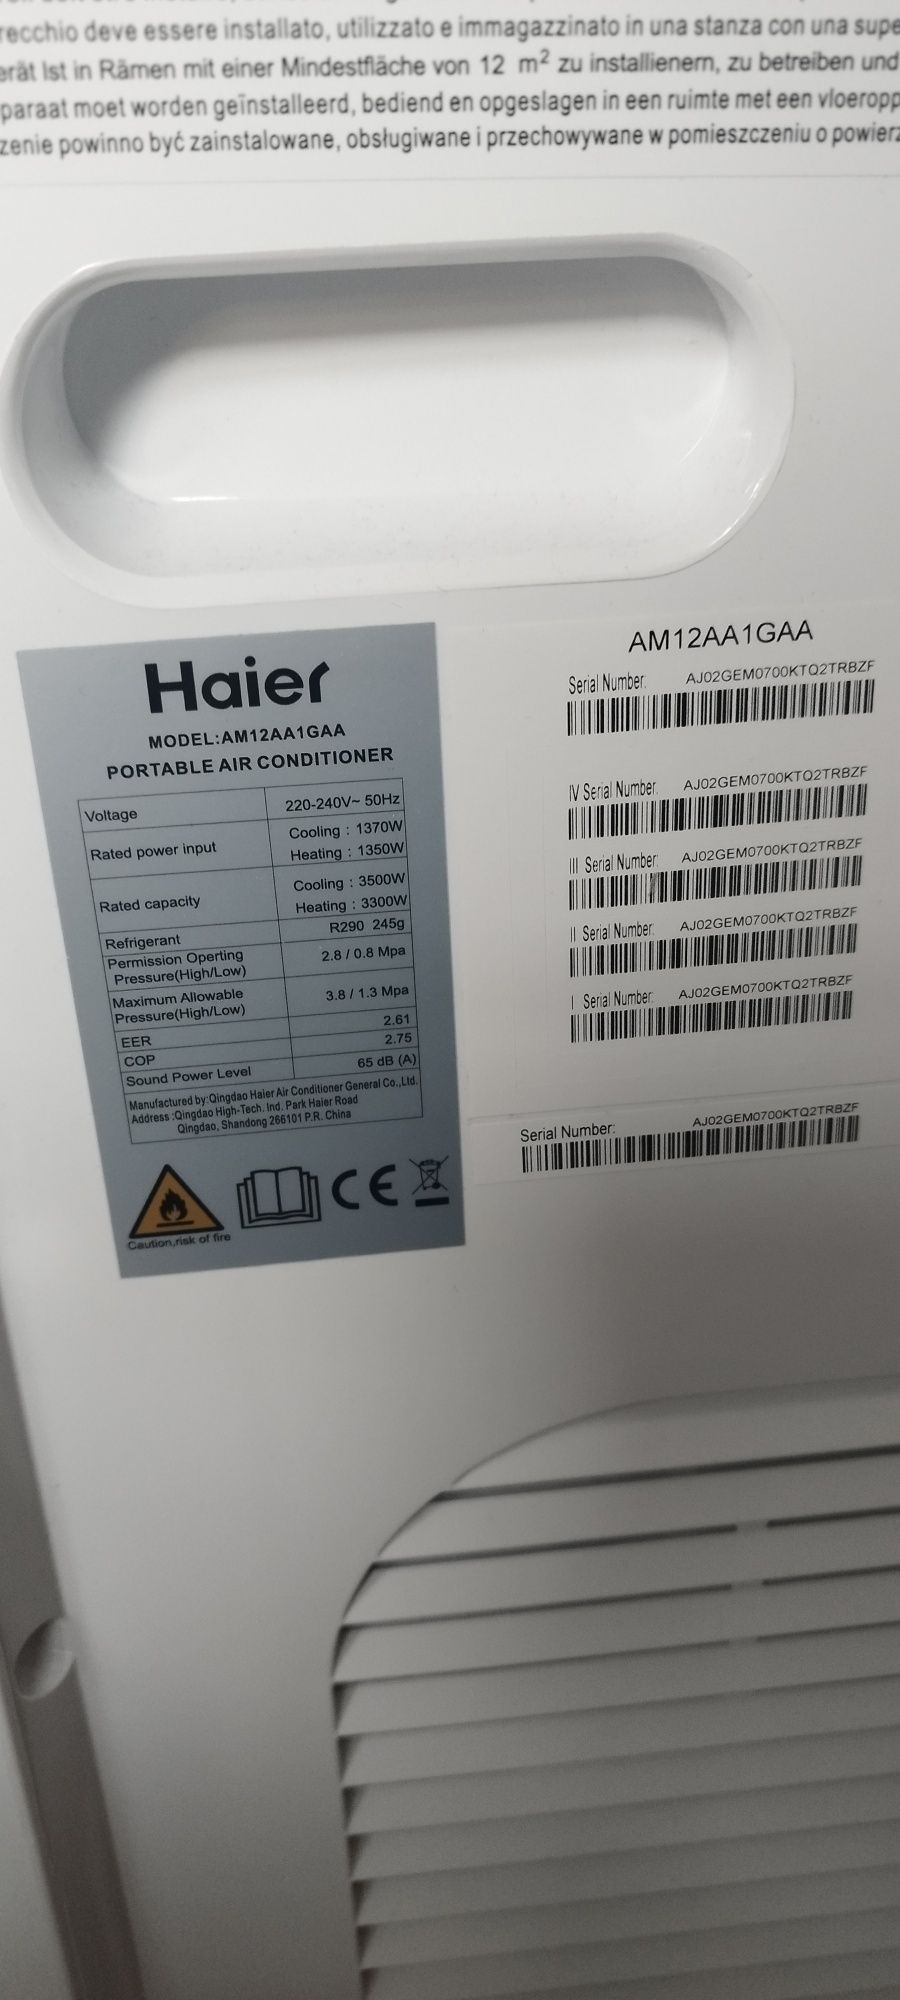 recchio deve essere installato, utilizzato e immagazzinato in una stanza con una supe
erät Ist in Rämen mit einer Mindestfläche von 12 m² zu installienern, zu betreiben und
paraat moet worden geïnstalleerd, bediend en opgeslagen in een ruimte met een vloeropp
zenie powinno być zainstalowane, obsługiwane i przechowywane w pomieszczeniu o powierz
Haier
MODEL:AM12AA1GAA
PORTABLE AIR CONDITIONER
Voltage 220-240V~ 50Hz
Rated power input Cooling : 1370W
Heating : 1350W
Rated capacity Cooling : 3500W
Heating : 3300W
Refrigerant R290 245g
Permission Operting
Pressure(High/Low) 2.8 / 0.8 Mpa
Maximum Allowable
Pressure(High/Low) 3.8 / 1.3 Mpa
EER 2.61
COP 2.75
Sound Power Level 65 dB (A)
Manufactured by:Qingdao Haier Air Conditioner General Co.,Ltd.
Address :Qingdao High-Tech. Ind. Park Haier Road
Qingdao, Shandong 266101 P.R. China
CE
Caution,risk of fire
AM12AA1GAA
Serial Number: AJ02GEM0700KTQ2TRBZF
IV Serial Number: AJ02GEM0700KTQ2TRBZF
III Serial Number: AJ02GEM0700KTQ2TRBZF
II Serial Number: AJ02GEM0700KTQ2TRBZF
I Serial Number: AJ02GEM0700KTQ2TRBZF
Serial Number: AJ02GEM0700KTQ2TRBZF